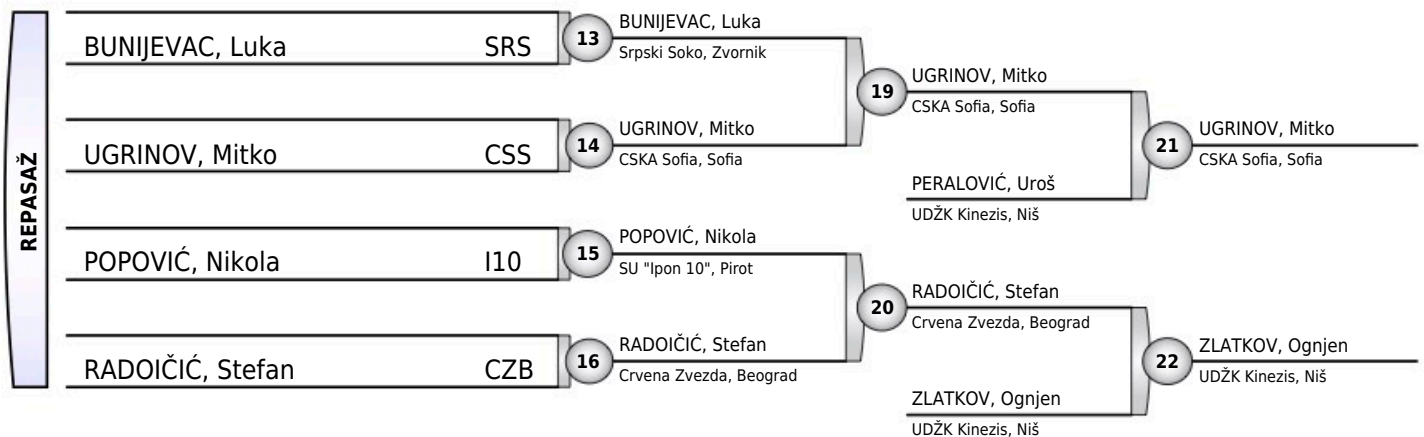 REPASAŽ
BUNIJEVAC, Luka SRS
13
BUNIJEVAC, Luka
Srpski Soko, Zvornik
UGRINOV, Mitko CSS
14
UGRINOV, Mitko
CSKA Sofia, Sofia
19
UGRINOV, Mitko
CSKA Sofia, Sofia
PERALOVIĆ, Uroš
UDŽK Kinezis, Niš
21
UGRINOV, Mitko
CSKA Sofia, Sofia
POPOVIĆ, Nikola I10
15
POPOVIĆ, Nikola
SU "Ipon 10", Pirot
RADOIČIĆ, Stefan CZB
16
RADOIČIĆ, Stefan
Crvena Zvezda, Beograd
20
RADOIČIĆ, Stefan
Crvena Zvezda, Beograd
ZLATKOV, Ognjen
UDŽK Kinezis, Niš
22
ZLATKOV, Ognjen
UDŽK Kinezis, Niš